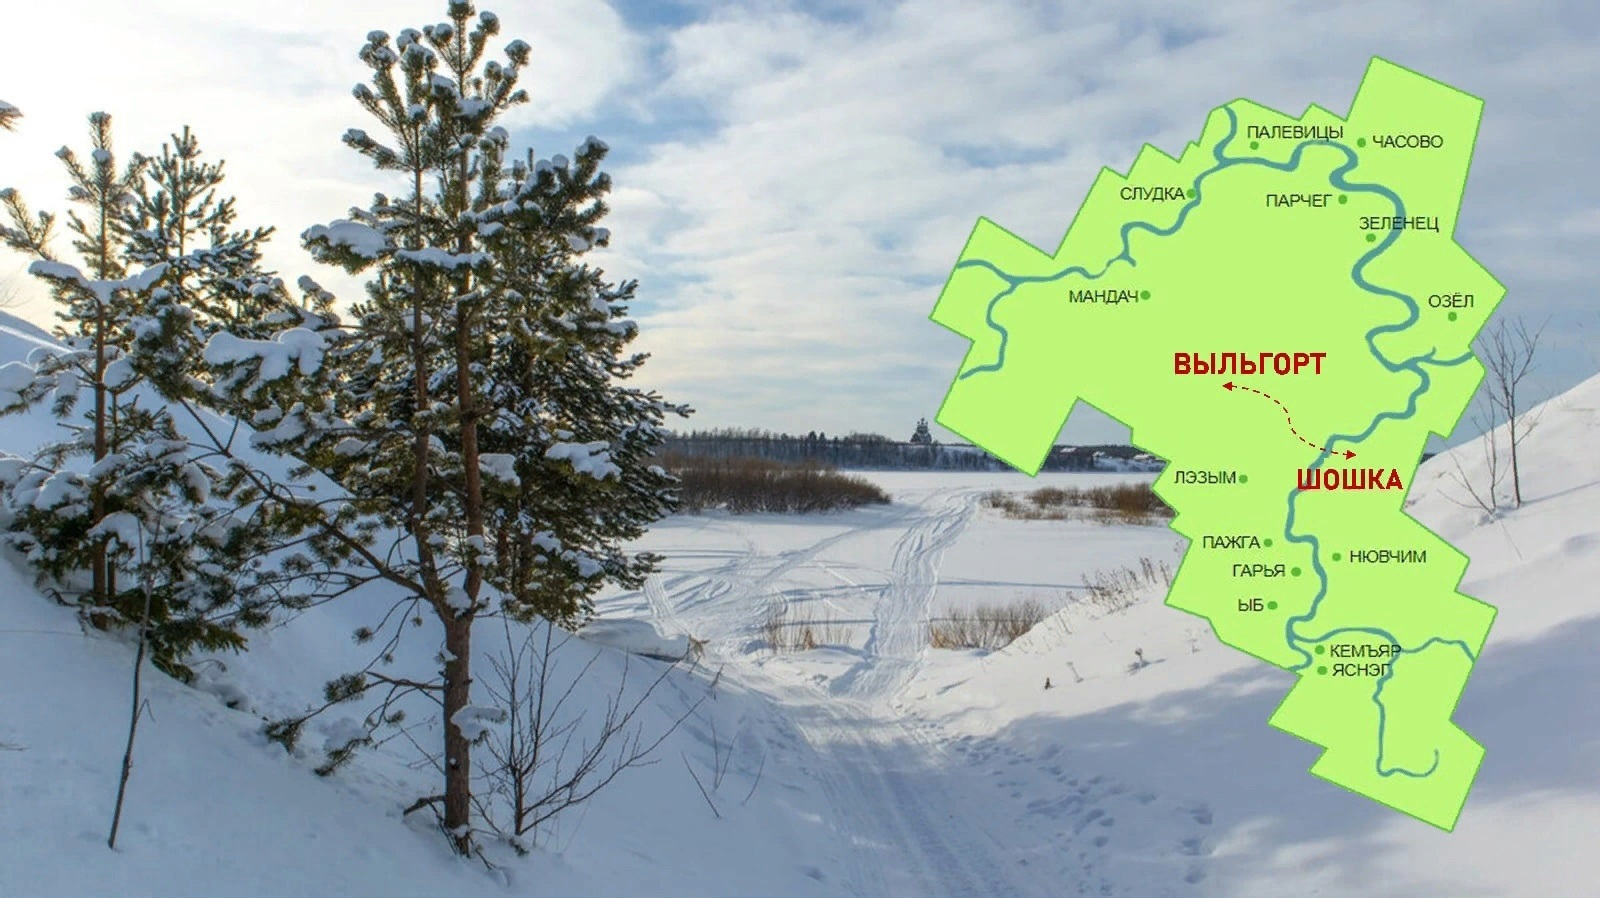 ПАЛЕВИЦЫ
ЧАСОВО
СЛУДКА
ПАРЧЕГ
ЗЕЛЕНЕЦ
МАНДАЧ
ОЗЁЛ
ВЫЛЬГОРТ
ЛЭЗЫМ
ШОШКА
ПАЖГА
НЮВЧИМ
ГАРЬЯ
ЫБ
КЕМЪЯР
ЯСНЭГ